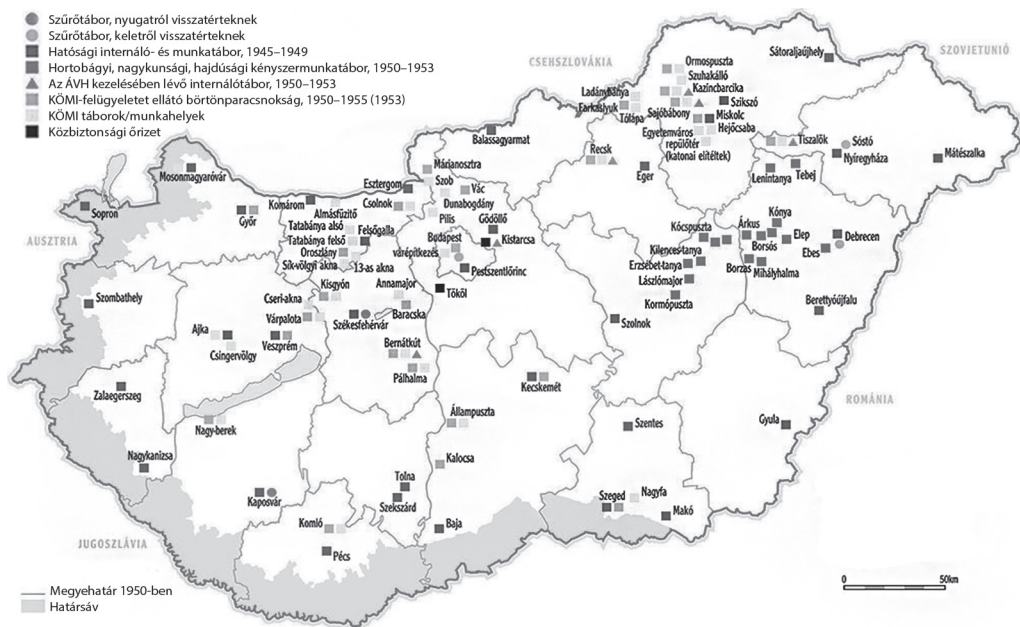 Szűrőtábor, nyugatról visszatérteknek
Szűrőtábor, keletről visszatérteknek
Hatósági internáló- és munkatábor, 1945–1949
Hortobágyi, nagykunsági, hajdúsági kényszermunkatábor, 1950–1953
Az ÁVH kezelésében lévő internálótábor, 1950–1953
KÖMI-felügyeletet ellátó börtönparacsnokság, 1950–1955 (1953)
KÖMI táborok/munkahelyek
Közbiztonsági őrizet
CSEHSZLOVÁKIA
SZOVJETUNIÓ
Sátoraljaújhely
Ormospuszta
Szuhakálló
Ladánybánya
Kazincbarcika
Farkaslyuk
Szikszó
Tólápa
Sajóbábony
Miskolc
Egyetemváros
Hejőcsaba
repülőtér
(katonai elítéltek)
Tiszalök
Sóstó
Nyíregyháza
Mátészalka
Balassagyarmat
Recsk
Eger
Lenintanya
Tebej
Mosonmagyaróvár
Sopron
Győr
AUSZTRIA
Márianosztra
Esztergom
Szob
Vác
Komárom
Csolnok
Dunabogdány
Almásfüzitő
Pilis
Gödöllő
Tatabánya alsó
Felsőgalla
Tatabánya felső
Budapest
Kistarcsa
Oroszlány
várépítkezés
Sík-völgyi akna
13-as akna
Pestszentlőrinc
Kisgyón
Annamajor
Tököl
Kócspuszta
Árkus
Kónya
Kilences-tanya
Borsós
Elep
Debrecen
Erzsébet-tanya
Ebes
Borzas
Mihályhalma
Lászlómajor
Kormópuszta
Berettyóújfalu
Szolnok
Szombathely
Cseri-akna
Várpalota
Székesfehérvár
Baracska
Ajka
Csingervölgy
Veszprém
Bernátkút
Pálhalma
Zalaegerszeg
Kecskemét
Nagy-berek
Állampuszta
Szentes
Gyula
ROMÁNIA
Nagykanizsa
Kalocsa
Kaposvár
Tolna
Szekszárd
Szeged
Nagyfa
Makó
Komló
Baja
Pécs
JUGOSZLÁVIA
Megyehatár 1950-ben
Határsáv
0
50km